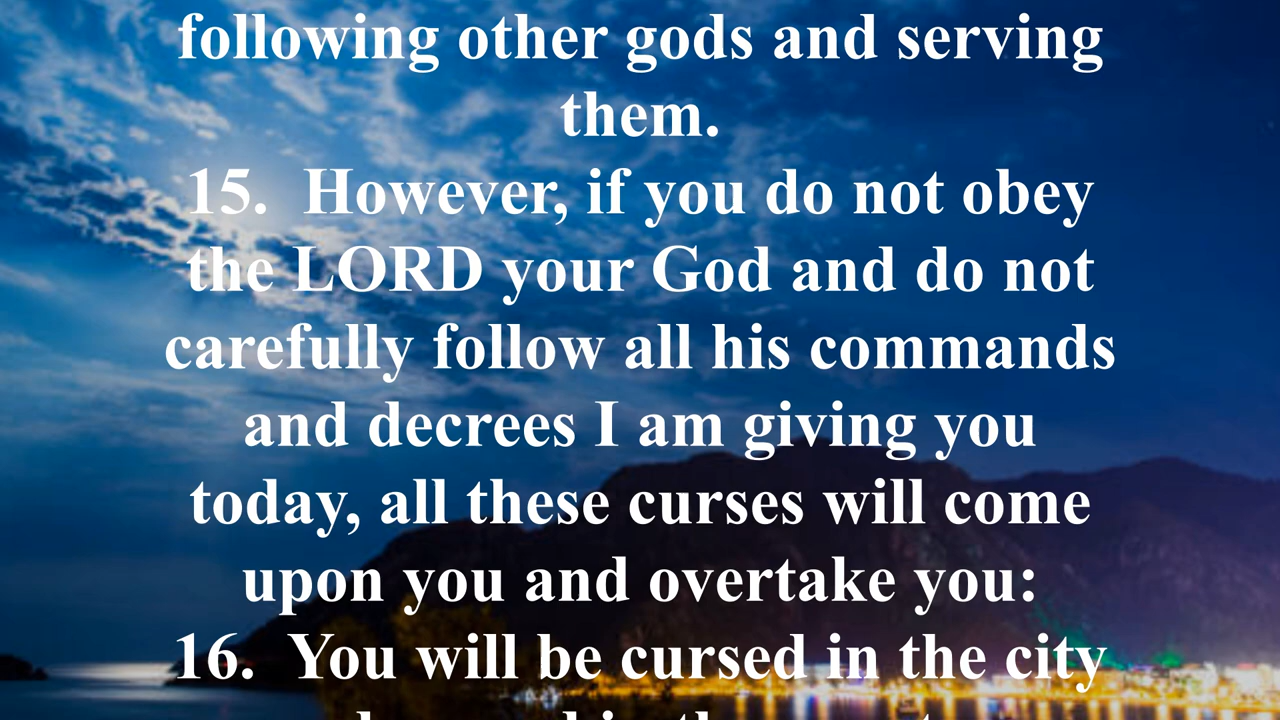 following other gods and serving
them.
15. However, if you do not obey
the LORD your God and do not
carefully follow all his commands
and decrees I am giving you
today, all these curses will come
upon you and overtake you:
16. You will be cursed in the city